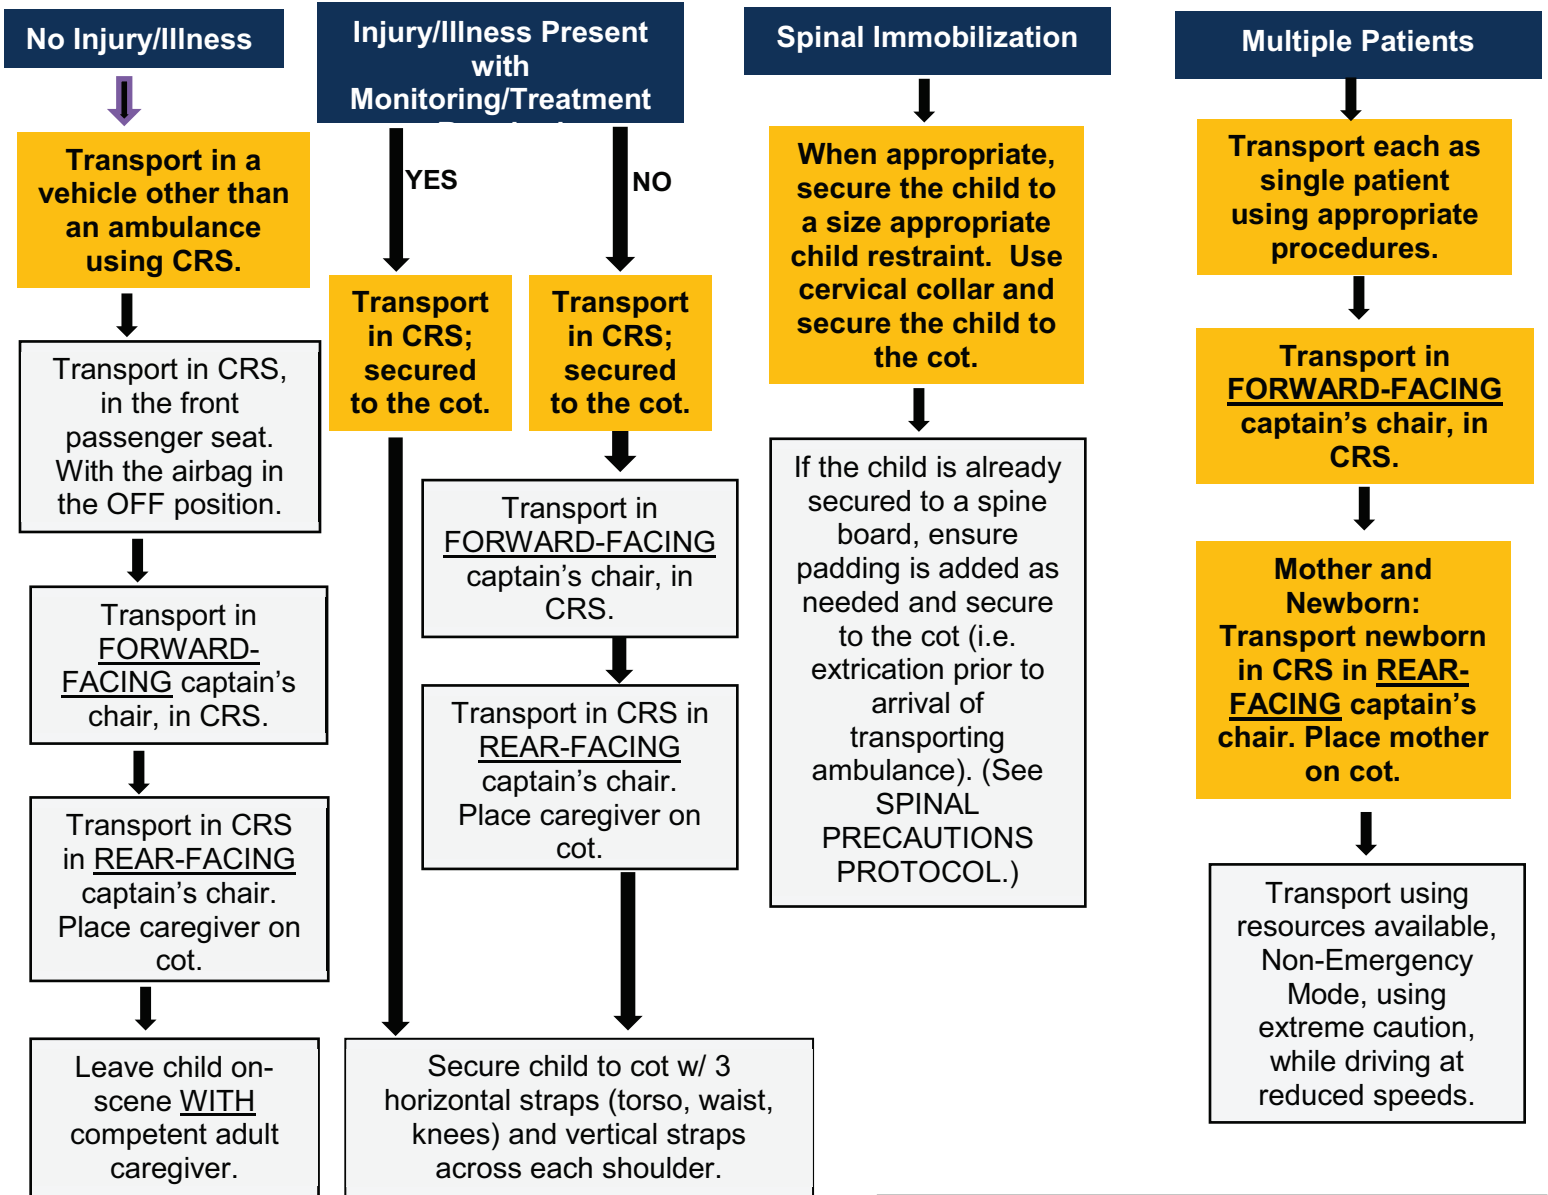 No Injury/Illness
Transport in a
vehicle other than
an ambulance
using CRS.
Transport in CRS,
in the front
passenger seat.
With the airbag in
the OFF position.
Transport in
FORWARD-
FACING captain's
chair, in CRS.
Transport in CRS
in REAR-FACING
captain's chair.
Place caregiver on
cot.
Leave child on-
scene WITH
competent adult
caregiver.
Injury/Illness Present
with
Monitoring/Treatment
YES
NO
Transport
in CRS;
secured
to the cot.
Transport
in CRS;
secured
to the cot.
Transport in
FORWARD-FACING
captain's chair, in
CRS.
Transport in CRS in
REAR-FACING
captain's chair.
Place caregiver on
cot.
Secure child to cot w/ 3
horizontal straps (torso, waist,
knees) and vertical straps
across each shoulder.
Spinal Immobilization
When appropriate,
secure the child to
a size appropriate
child restraint. Use
cervical collar and
secure the child to
the cot.
If the child is already
secured to a spine
board, ensure
padding is added as
needed and secure
to the cot (i.e.
extrication prior to
arrival of
transporting
ambulance). (See
SPINAL
PRECAUTIONS
PROTOCOL.)
Multiple Patients
Transport each as
single patient
using appropriate
procedures.
Transport in
FORWARD-FACING
captain's chair, in
CRS.
Mother and
Newborn:
Transport newborn
in CRS in REAR-
FACING captain's
chair. Place mother
on cot.
Transport using
resources available,
Non-Emergency
Mode, using
extreme caution,
while driving at
reduced speeds.